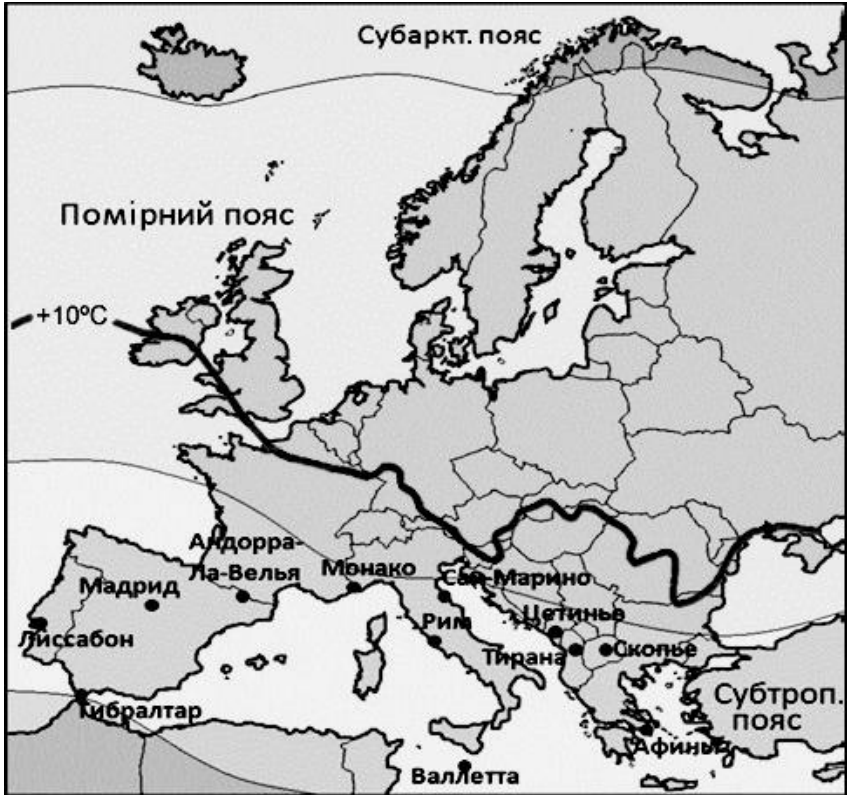 Субаркт. пояс
Помірний пояс
+10ºC
Андорра-
Ла-Велья
Монако
Сан-Марино
Мадрид
Лиссабон
Рим
Цетинье
Тирана
Скопье
Гибралтар
Субтроп.
пояс
Афины
Валлетта